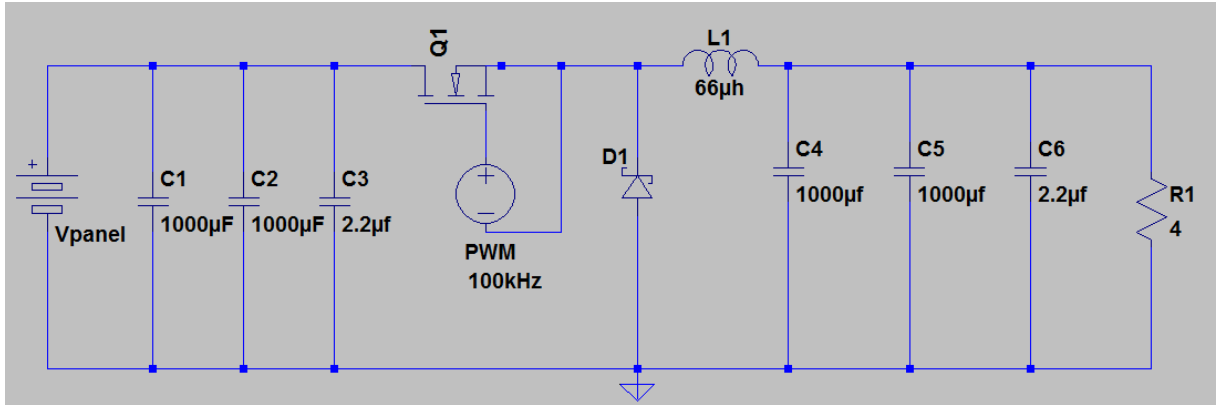 Q1
L1
66µh
+
Vpanel
C1
1000µF
C2
1000µF
C3
2.2µf
+
−
PWM
100kHz
D1
C4
1000µf
C5
1000µf
C6
2.2µf
R1
4